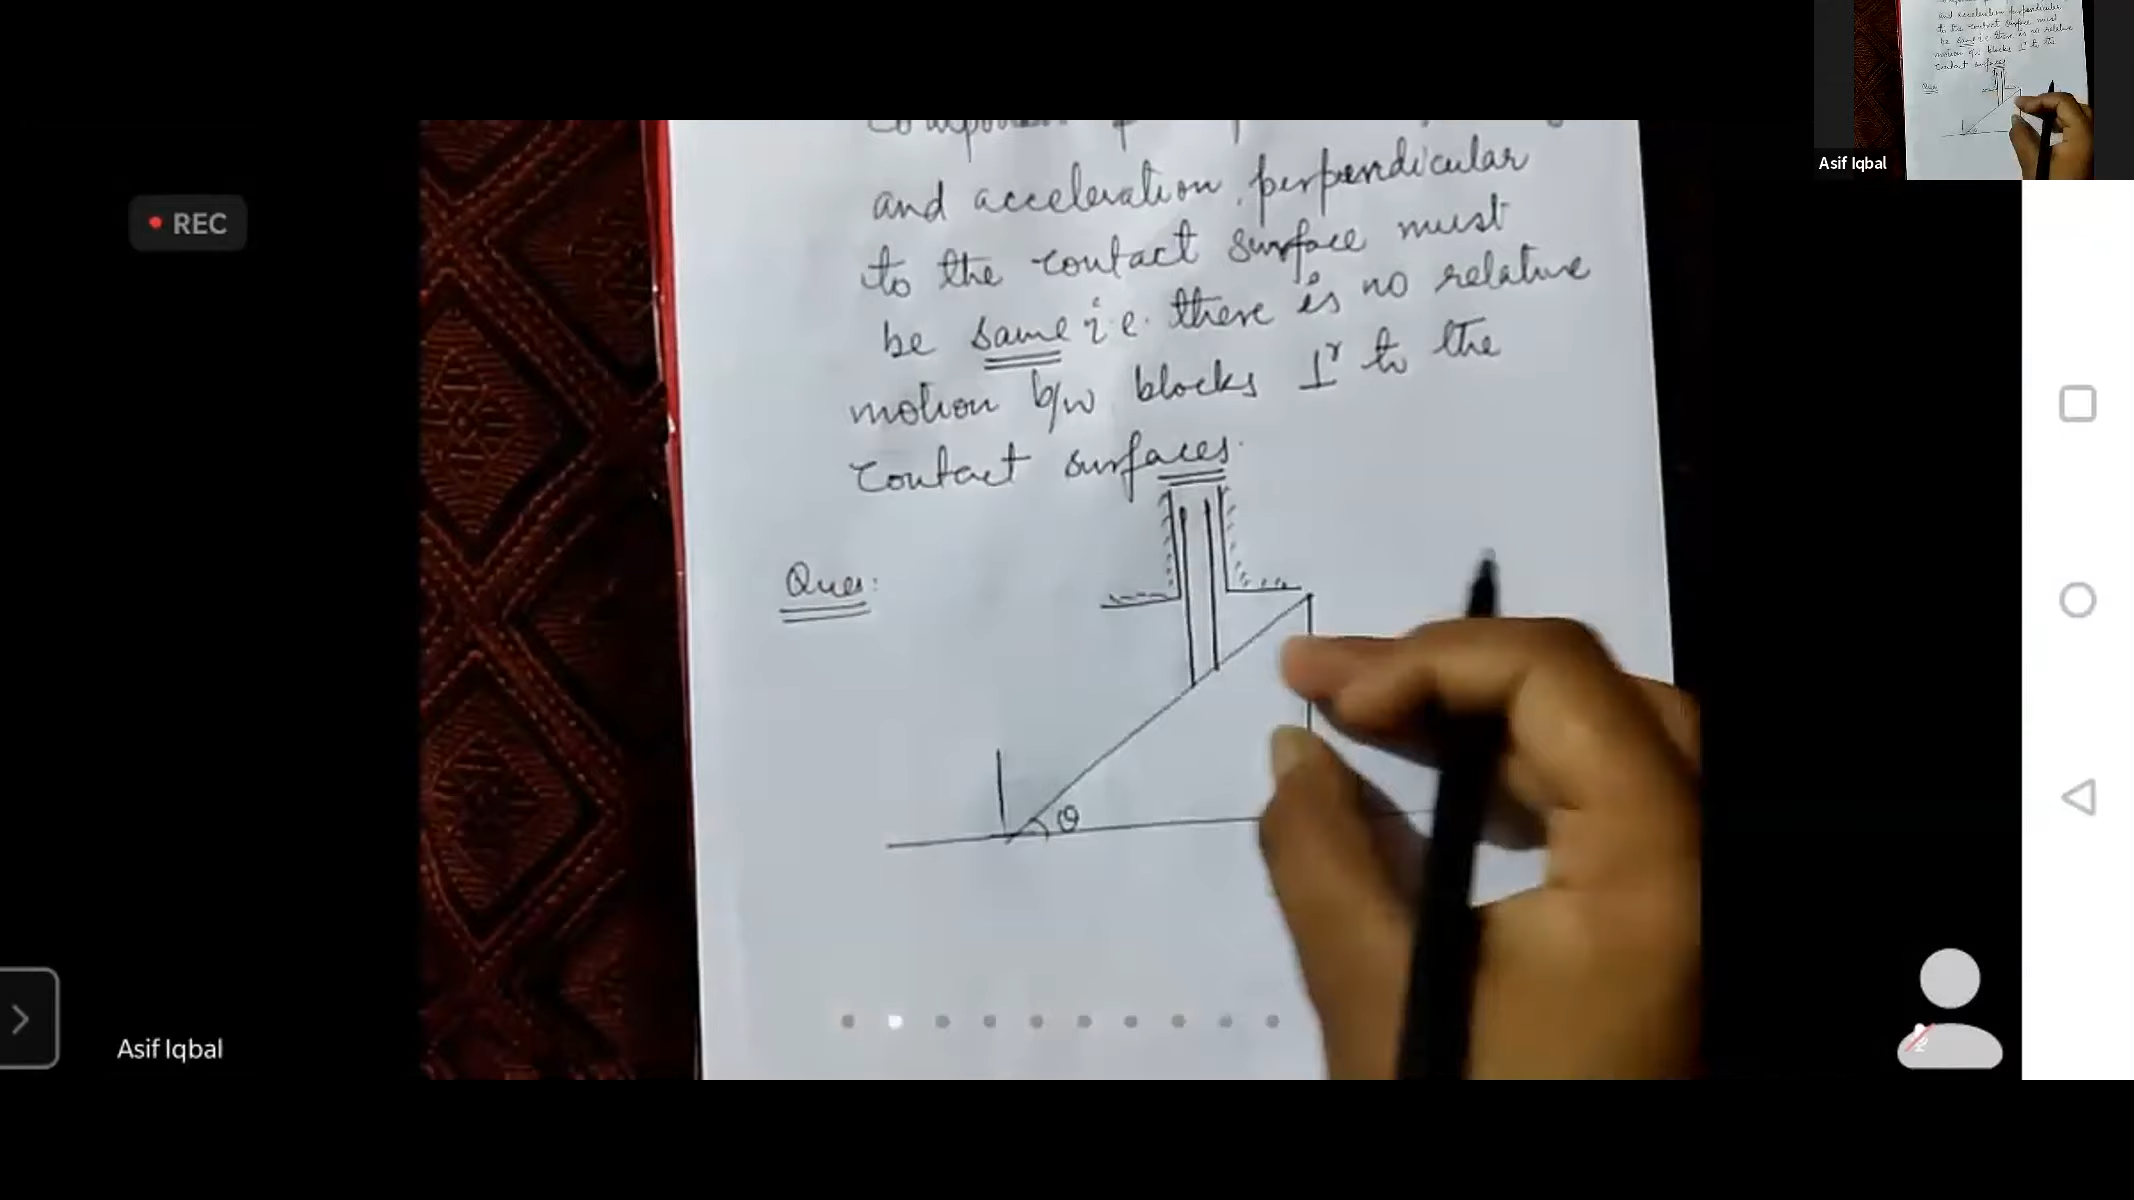 and acceleration perpendicular
to the contact surface must
be same i.e. there is no relative
motion b/w blocks ⊥r to the
contact surfaces.
Ques:
θ
REC
Asif Iqbal
Asif Iqbal